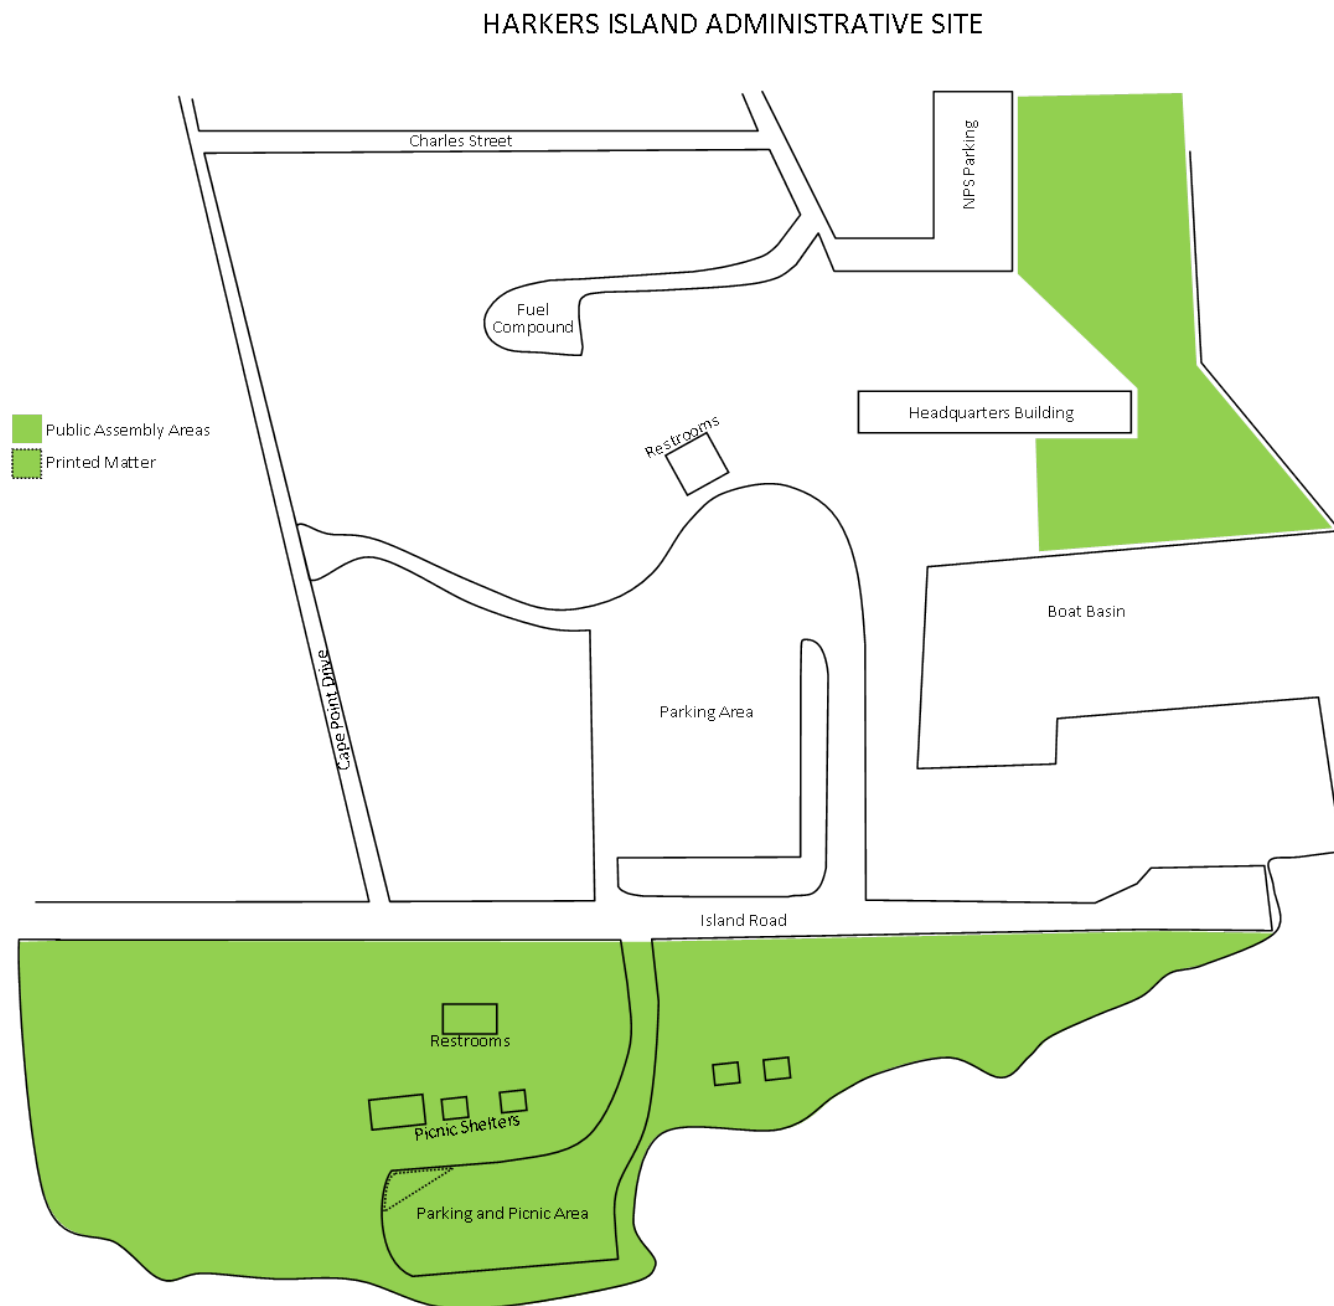 HARKERS ISLAND ADMINISTRATIVE SITE
Charles Street
NPS Parking
Fuel
Compound
Headquarters Building
Public Assembly Areas
Printed Matter
Restrooms
Boat Basin
Cape Point Drive
Parking Area
Island Road
Restrooms
Picnic Shelters
Parking and Picnic Area